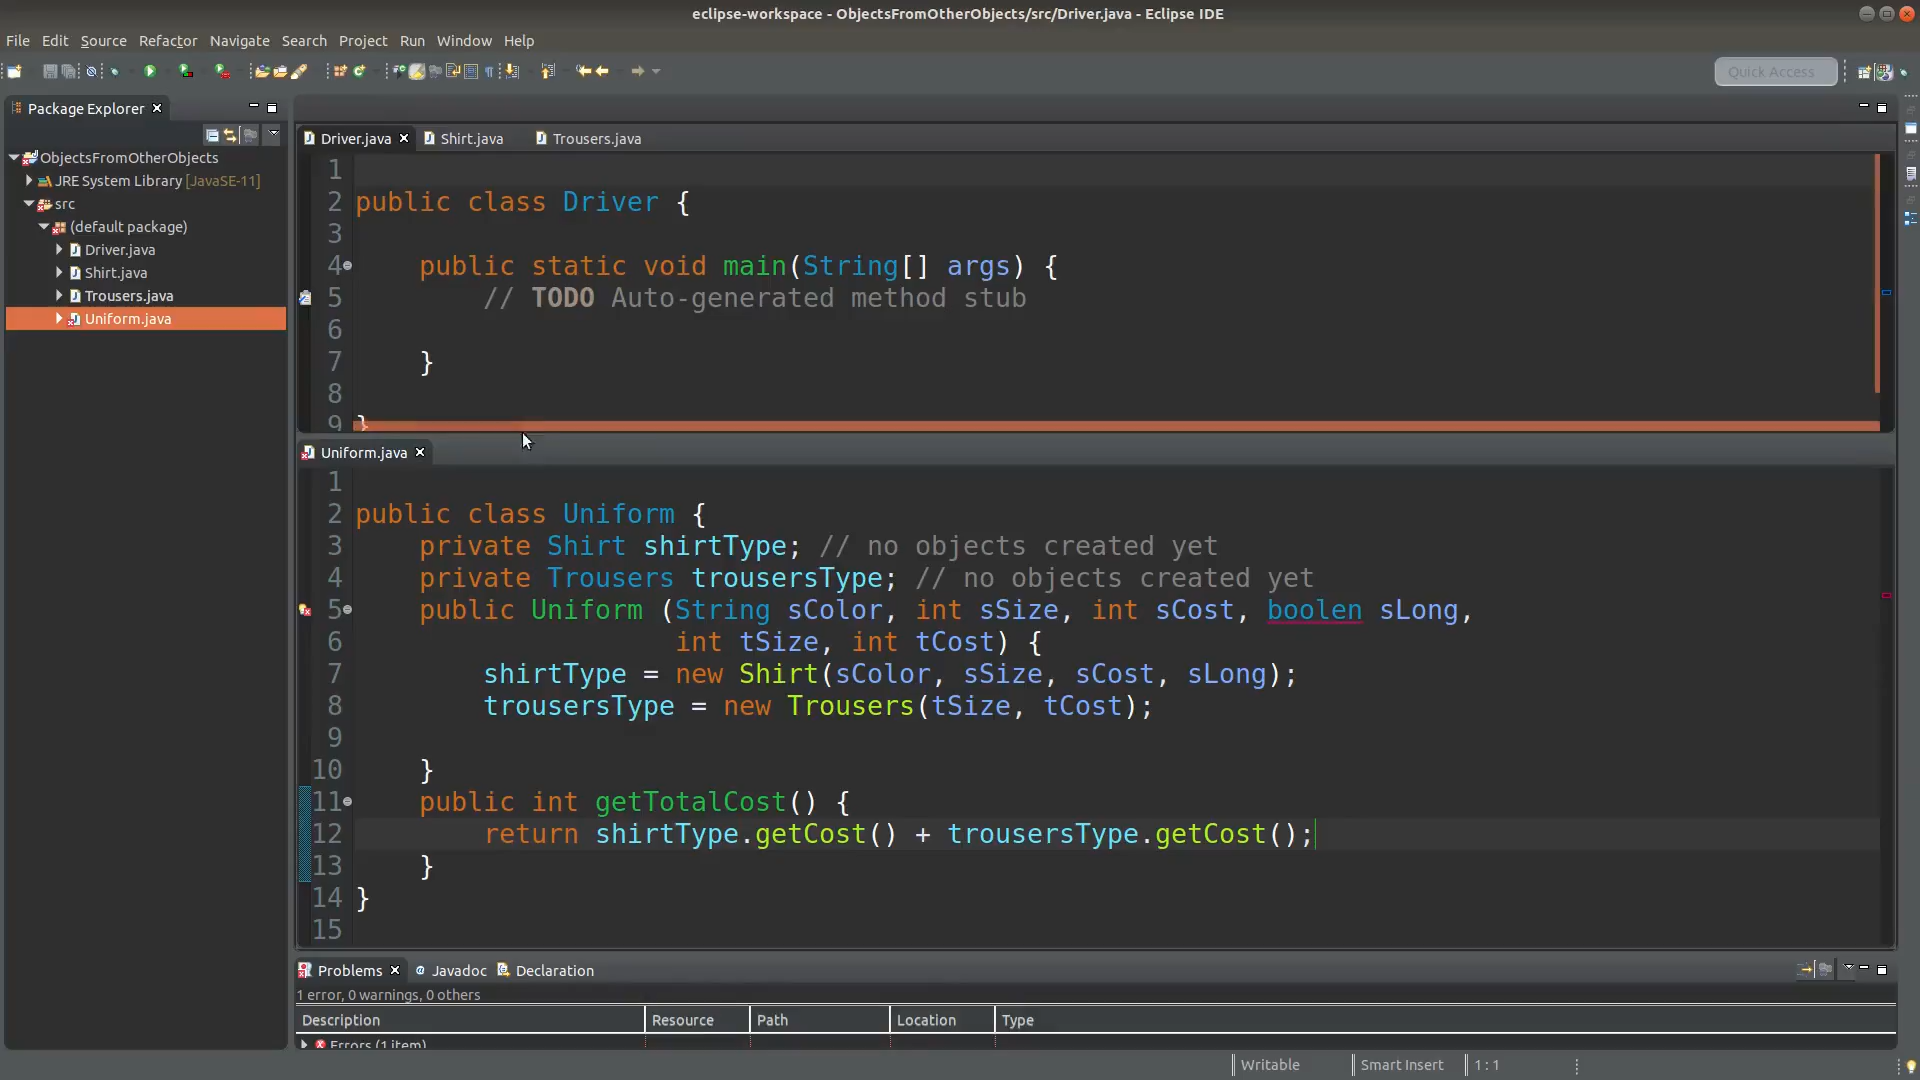 eclipse-workspace - ObjectsFromOtherObjects/src/Driver.java - Eclipse IDE
File Edit Source Refactor Navigate Search Project Run Window Help
Quick Access
Package Explorer
ObjectsFromOtherObjects
JRE System Library [JavaSE-11]
src
(default package)
Driver.java
Shirt.java
Trousers.java
Uniform.java
Driver.java Shirt.java Trousers.java
1
2 public class Driver {
3
4 public static void main(String[] args) {
5 // TODO Auto-generated method stub
6
7 }
8
9 }
Uniform.java
1
2 public class Uniform {
3 private Shirt shirtType; // no objects created yet
4 private Trousers trousersType; // no objects created yet
5 public Uniform (String sColor, int sSize, int sCost, boolen sLong,
6 int tSize, int tCost) {
7 shirtType = new Shirt(sColor, sSize, sCost, sLong);
8 trousersType = new Trousers(tSize, tCost);
9
10 }
11 public int getTotalCost() {
12 return shirtType.getCost() + trousersType.getCost();
13 }
14 }
15
Problems Javadoc Declaration
1 error, 0 warnings, 0 others
Description Resource Path Location Type
Errors (1 item)
Writable Smart Insert 1 : 1